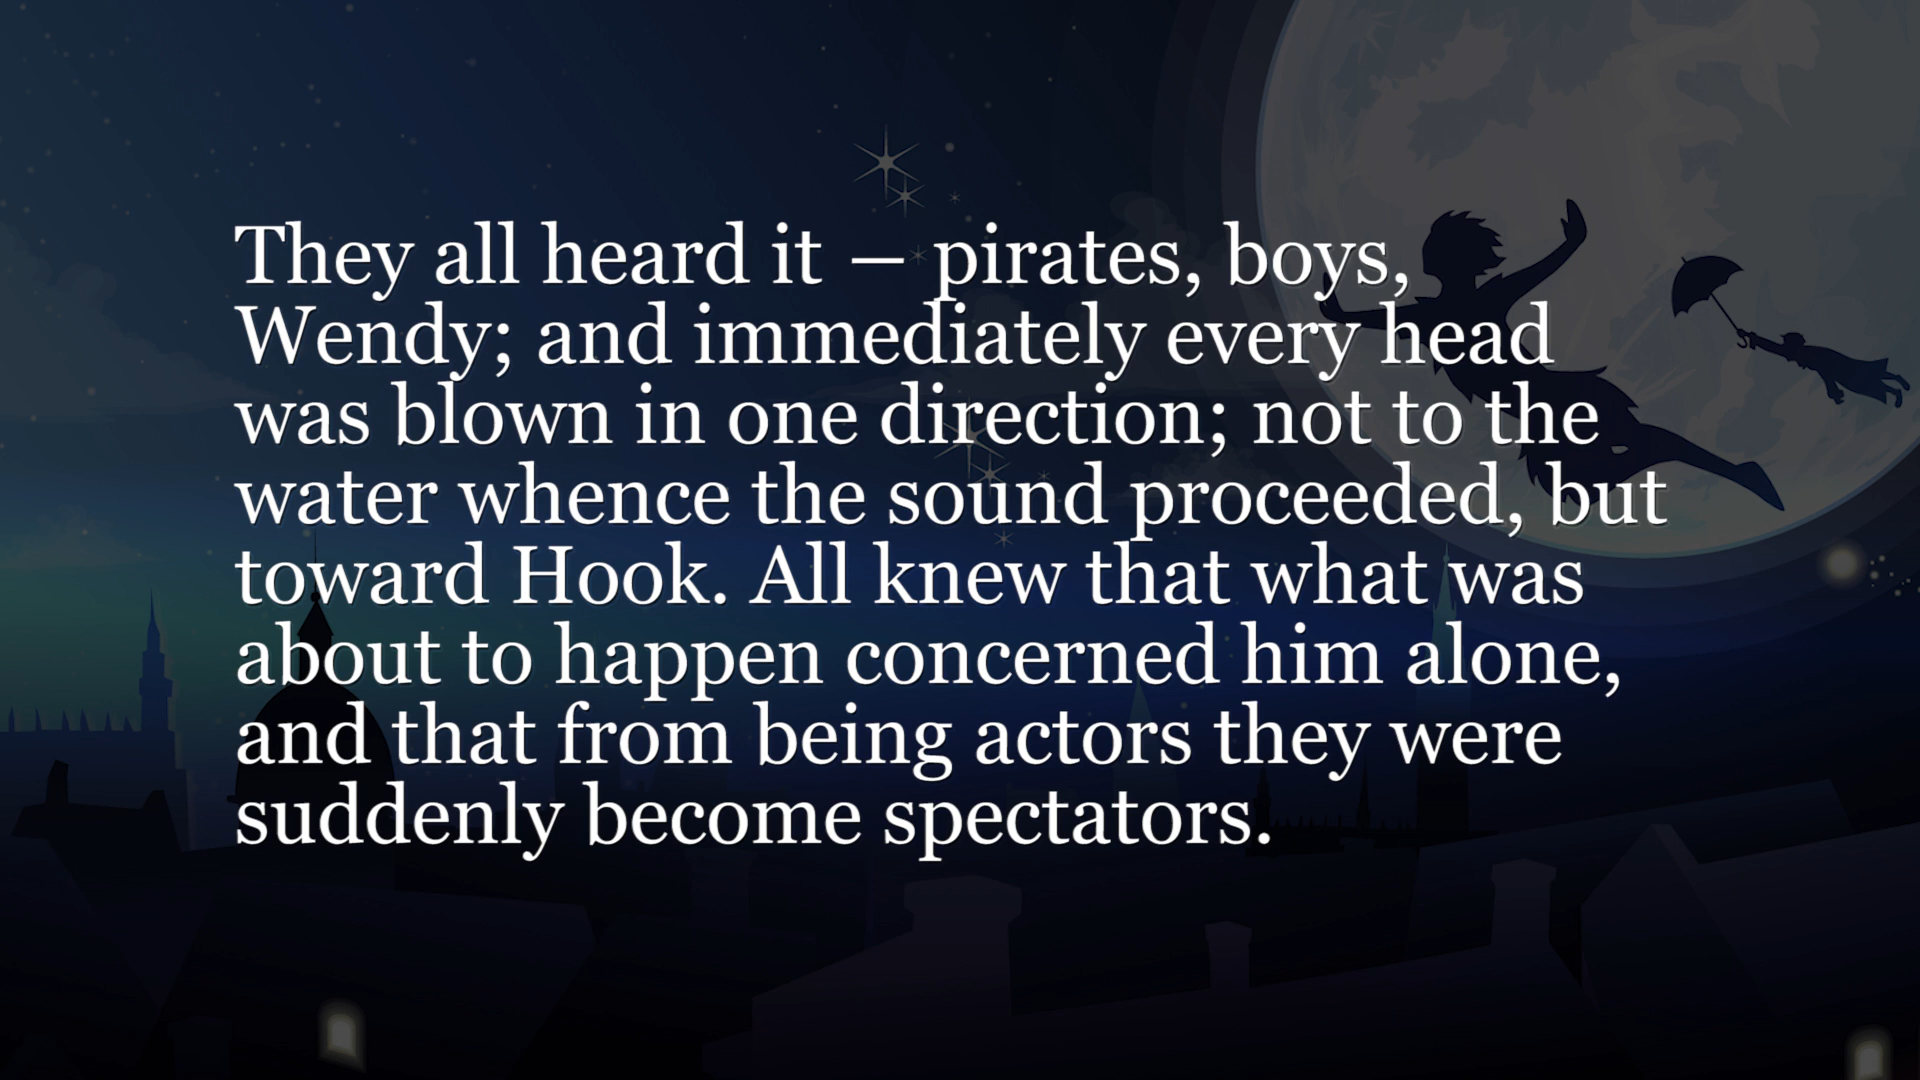 They all heard it – pirates, boys,
Wendy; and immediately every head
was blown in one direction; not to the
water whence the sound proceeded, but
toward Hook. All knew that what was
about to happen concerned him alone,
and that from being actors they were
suddenly become spectators.